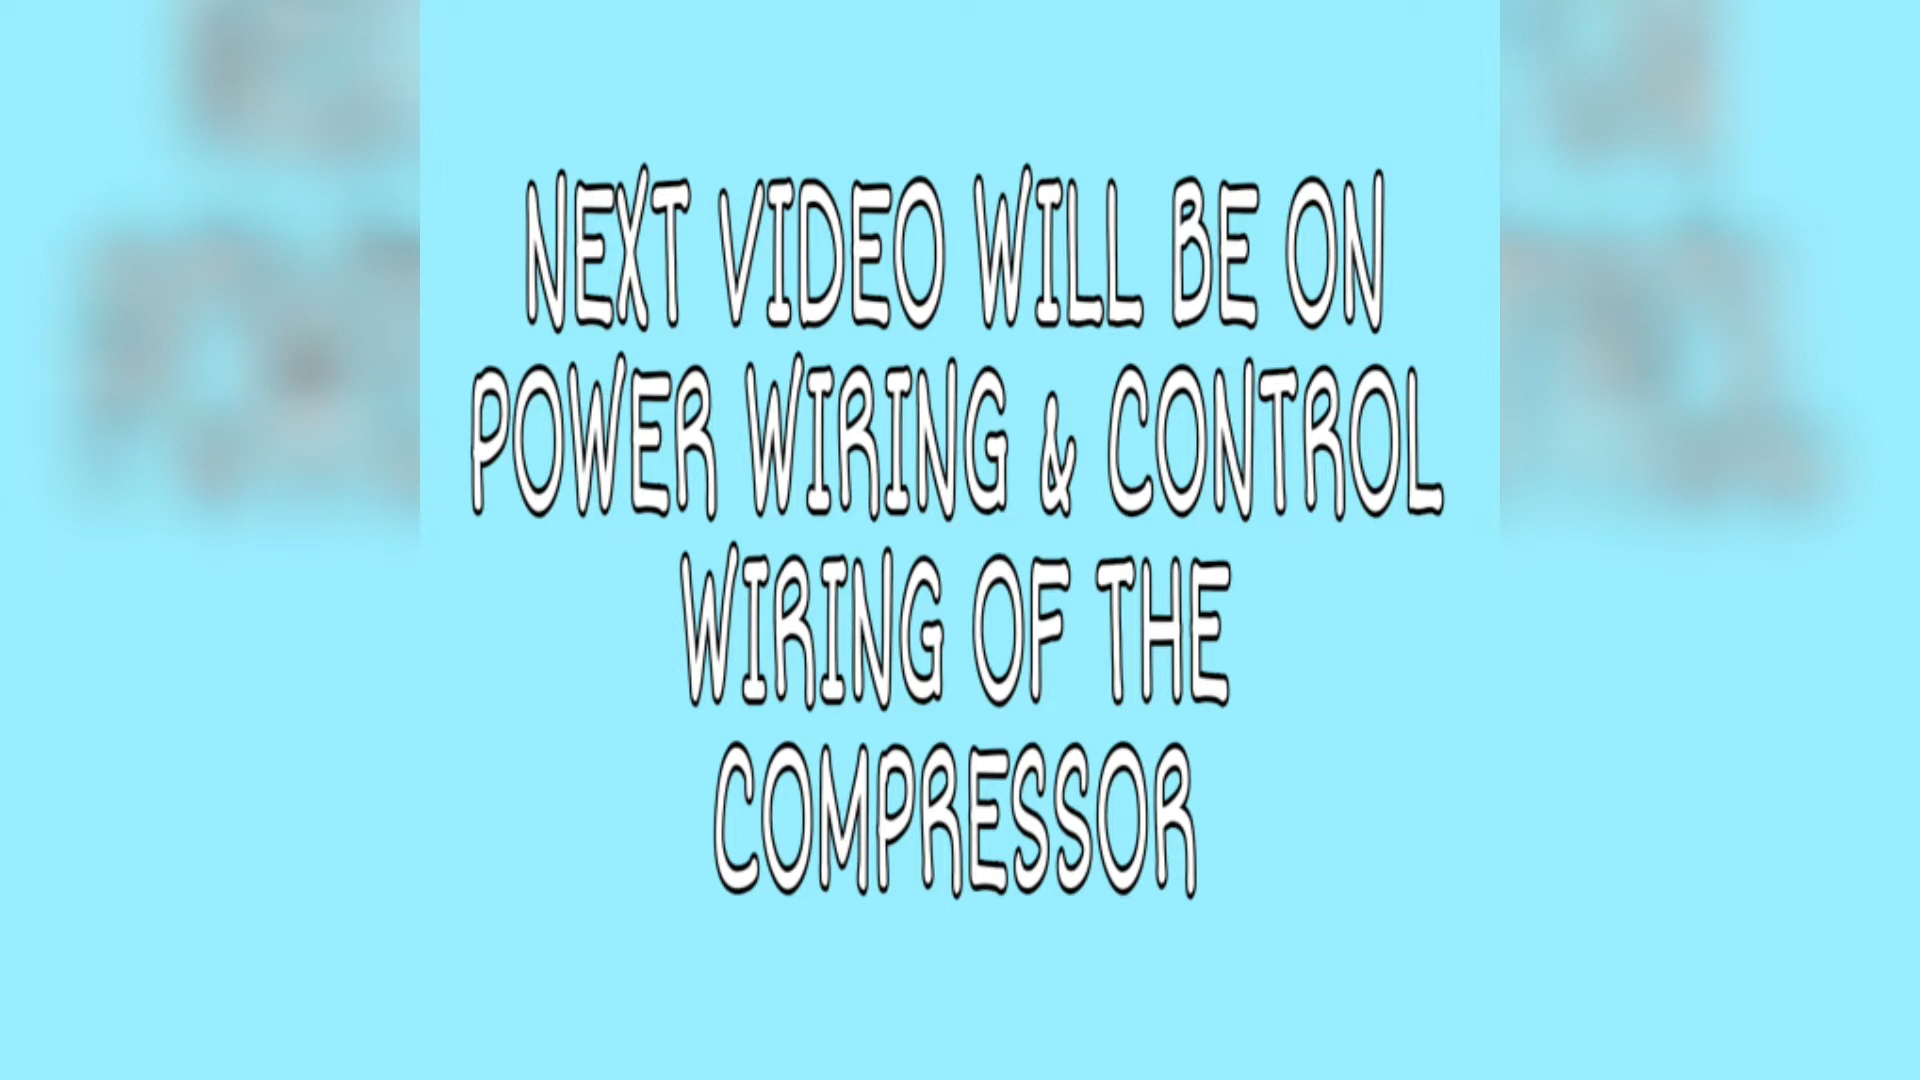 NEXT VIDEO WILL BE ON
POWER WIRING & CONTROL
WIRING OF THE
COMPRESSOR